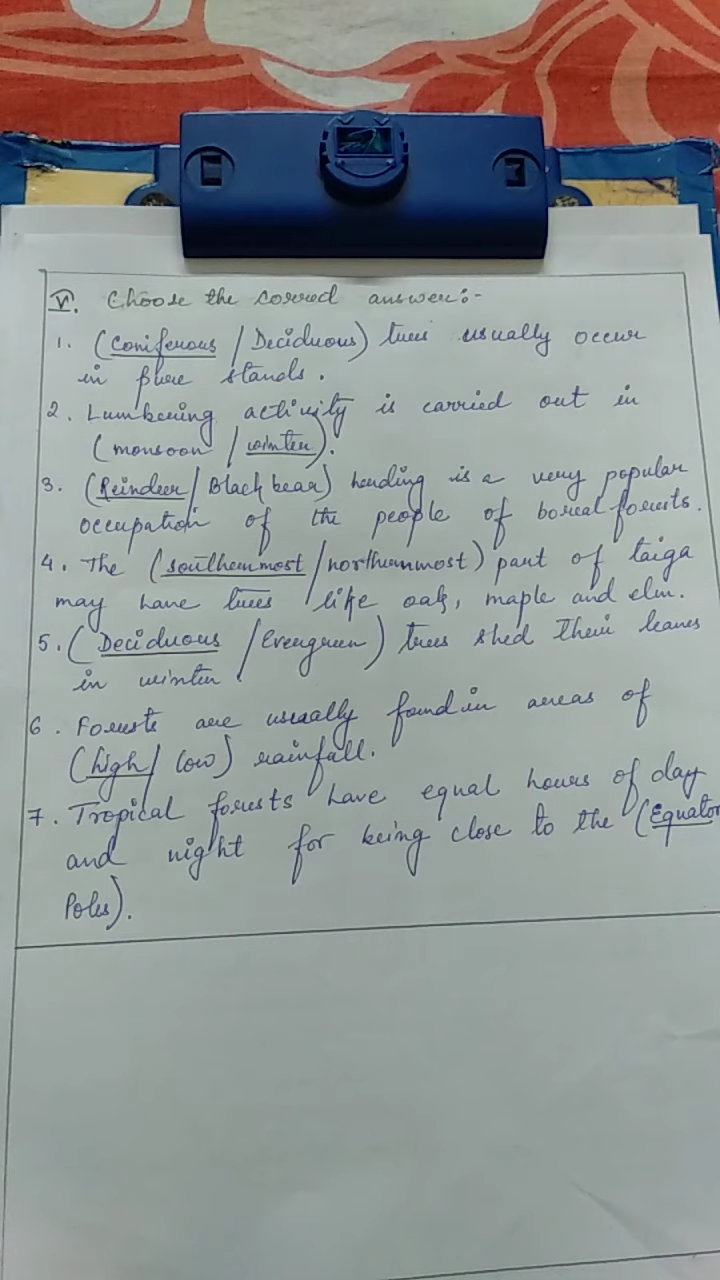 V. Choose the correct answer:-
1. (Coniferous / Deciduous) trees usually occur
in pure stands.
2. Lumbering activity is carried out in
(monsoon / winter).
3. (Reindeer / Black bear) herding is a very popular
occupation of the people of boreal forests.
4. The (southernmost / northernmost) part of taiga
may have trees like oak, maple and elm.
5. (Deciduous / Evergreen) trees shed their leaves
in winter.
6. Forests are usually found in areas of
(high / low) rainfall.
7. Tropical forests have equal hours of day
and night for being close to the (Equator
Poles).